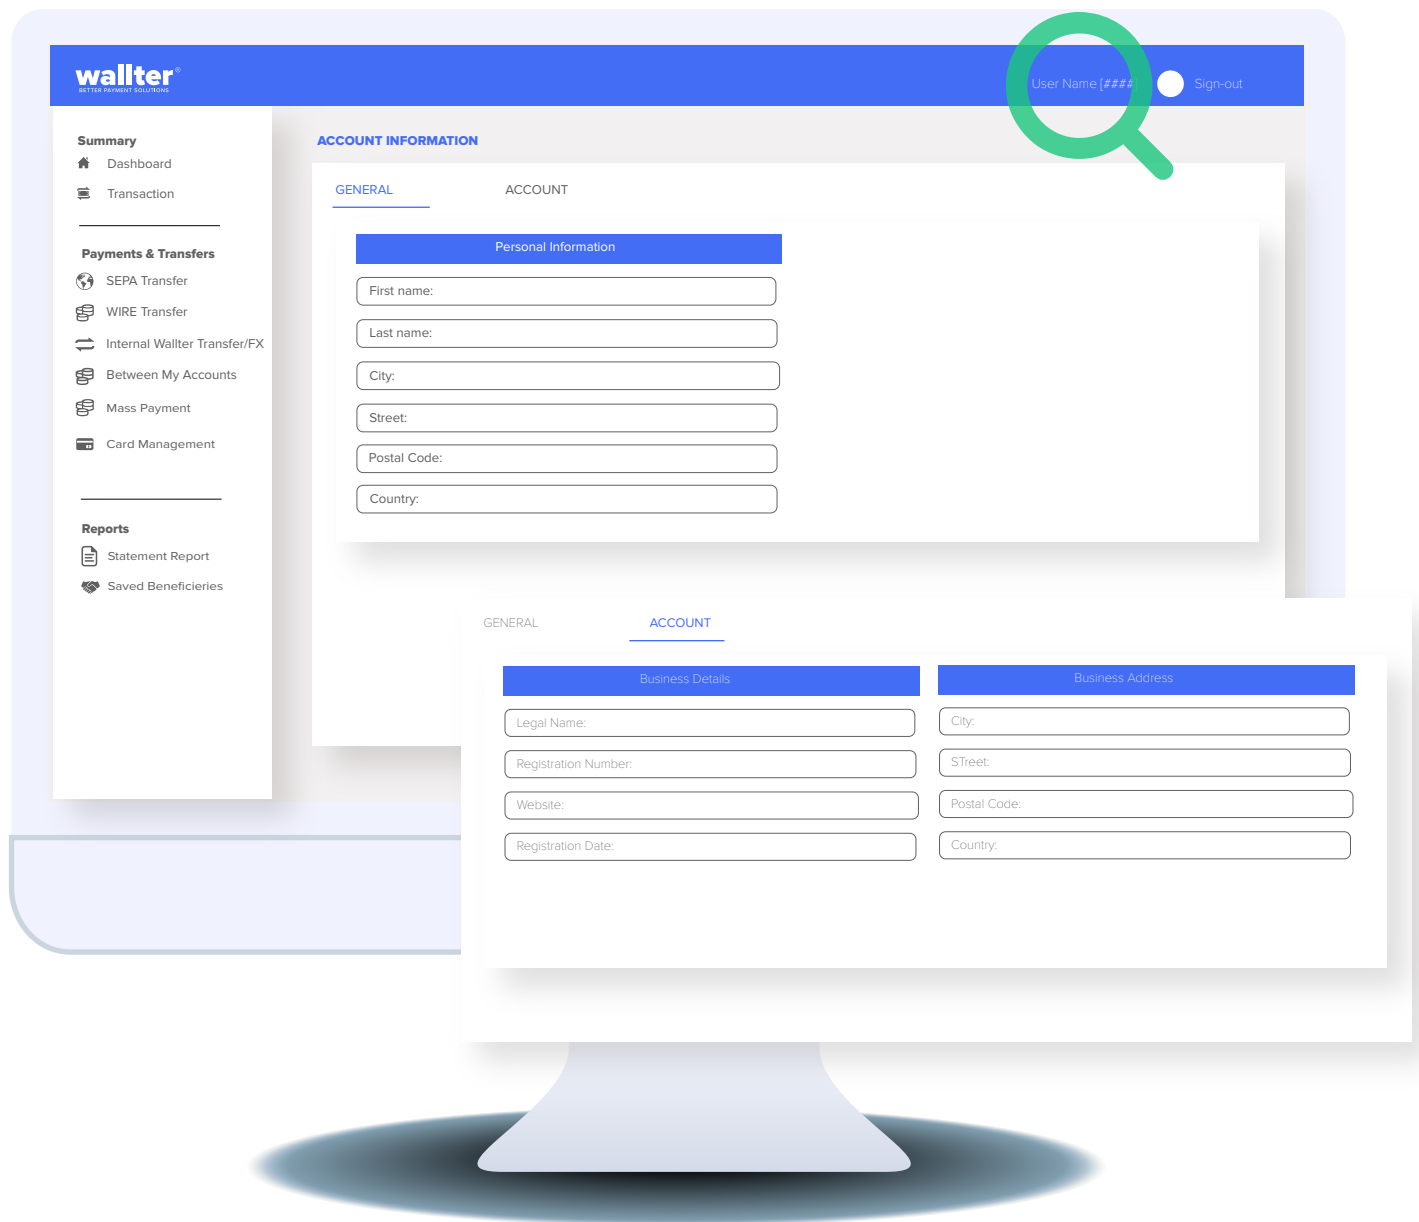 wallter®
BETTER PAYMENT SOLUTIONS
User Name [####]
Sign-out
Summary
Dashboard
Transaction
Payments & Transfers
SEPA Transfer
WIRE Transfer
Internal Wallter Transfer/FX
Between My Accounts
Mass Payment
Card Management
Reports
Statement Report
Saved Beneficieries
ACCOUNT INFORMATION
GENERAL
ACCOUNT
Personal Information
First name:
Last name:
City:
Street:
Postal Code:
Country:
GENERAL
ACCOUNT
Business Details
Legal Name:
Registration Number:
Website:
Registration Date:
Business Address
City:
STreet:
Postal Code:
Country: